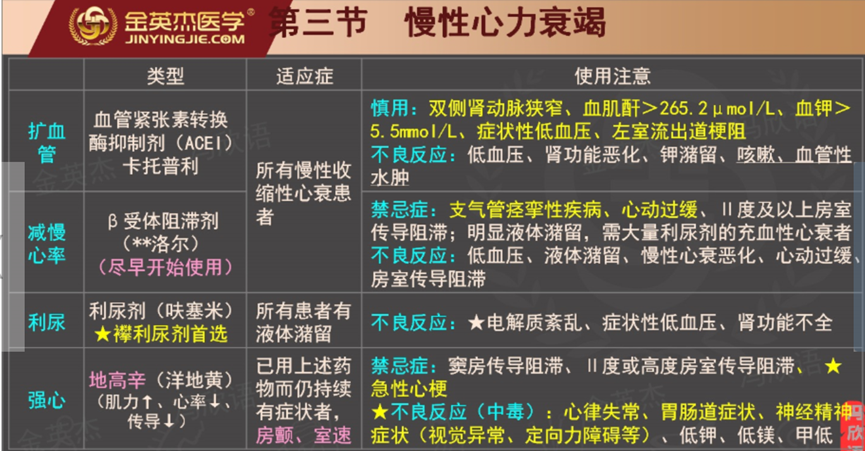 金英杰医学®
JINYINGJIE.COM
第三节 慢性心力衰竭
类型
适应症
使用注意
扩血管
血管紧张素转换
酶抑制剂（ACEI）
卡托普利
所有慢性收
缩性心衰患
者
慎用：双侧肾动脉狭窄、血肌酐＞265.2μmol/L、血钾＞
5.5mmol/L、症状性低血压、左室流出道梗阻
不良反应：低血压、肾功能恶化、钾潴留、咳嗽、血管性
水肿
减慢
心率
β受体阻滞剂
（**洛尔）
（尽早开始使用）
禁忌症：支气管痉挛性疾病、心动过缓、Ⅱ度及以上房室
传导阻滞；明显液体潴留，需大量利尿剂的充血性心衰者
不良反应：低血压、液体潴留、慢性心衰恶化、心动过缓、
房室传导阻滞
利尿
利尿剂（呋塞米）
★襻利尿剂首选
所有患者有
液体潴留
不良反应：★电解质紊乱、症状性低血压、肾功能不全
强心
地高辛（洋地黄）
（肌力↑、心率↓、
传导↓）
已用上述药
物而仍持续
有症状者，
房颤、室速
禁忌症：窦房传导阻滞、Ⅱ度或高度房室传导阻滞、★
急性心梗
★不良反应（中毒）：心律失常、胃肠道症状、神经精神
症状（视觉异常、定向力障碍等）、低钾、低镁、甲低
冯欣